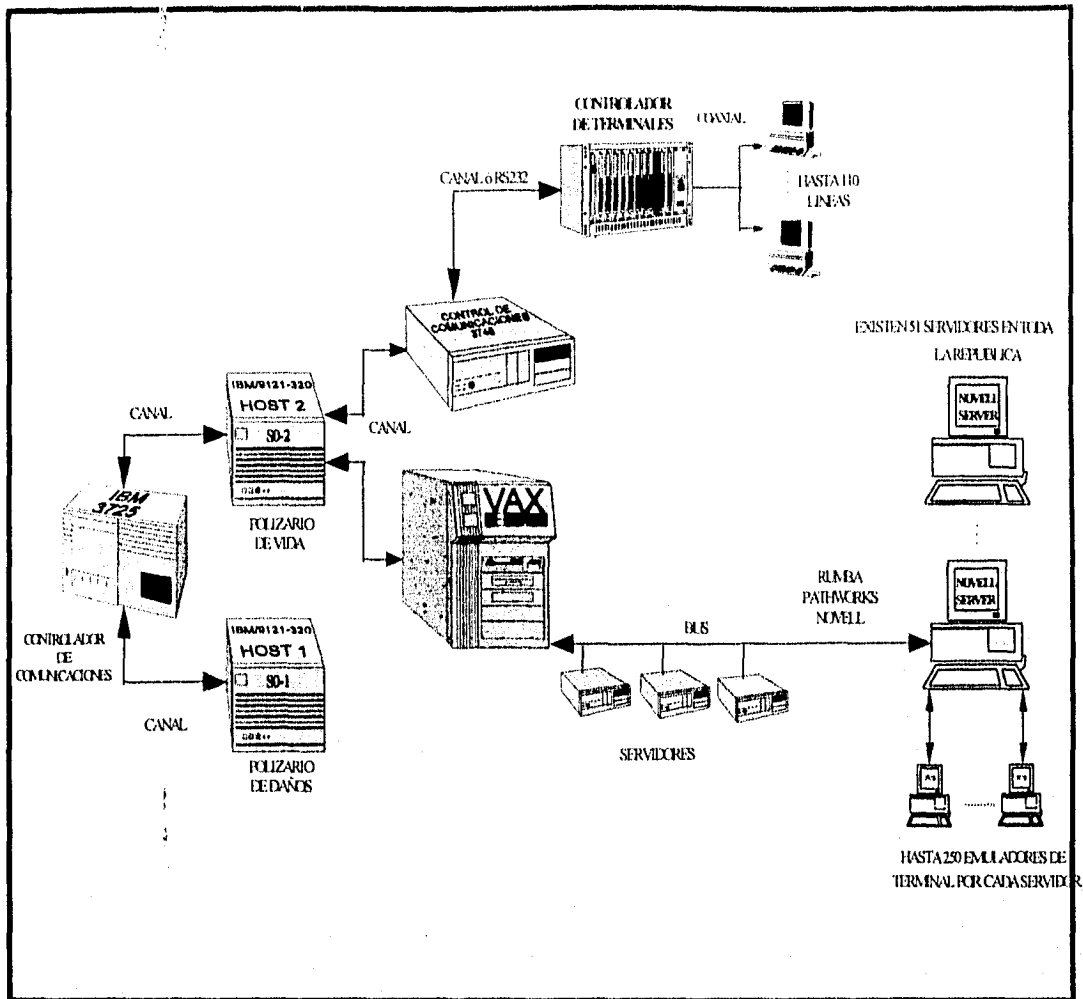 CONTROLADOR
DE TERMINALES
COAXIAL
CANAL ó RS232
HASTA 110
LINEAS
CONTROL DE
COMUNICACIONES
EXISTEN 51 SERVIDORES EN TODA
LA REPUBLICA
NOVELL
SERVER
IBM/9121-320
HOST 2
SO-2
CANAL
CANAL
POLIZARIO
DE VIDA
IBM
3725
VAX
CONTROLADOR
DE
COMUNICACIONES
IBM/9121-320
HOST 1
SO-1
CANAL
POLIZARIO
DE DAÑOS
BUS
RUMBA
PATHWORKS
NOVELL
NOVELL
SERVER
SERVIDORES
HASTA 250 EMULADORES DE
TERMINAL POR CADA SERVIDOR